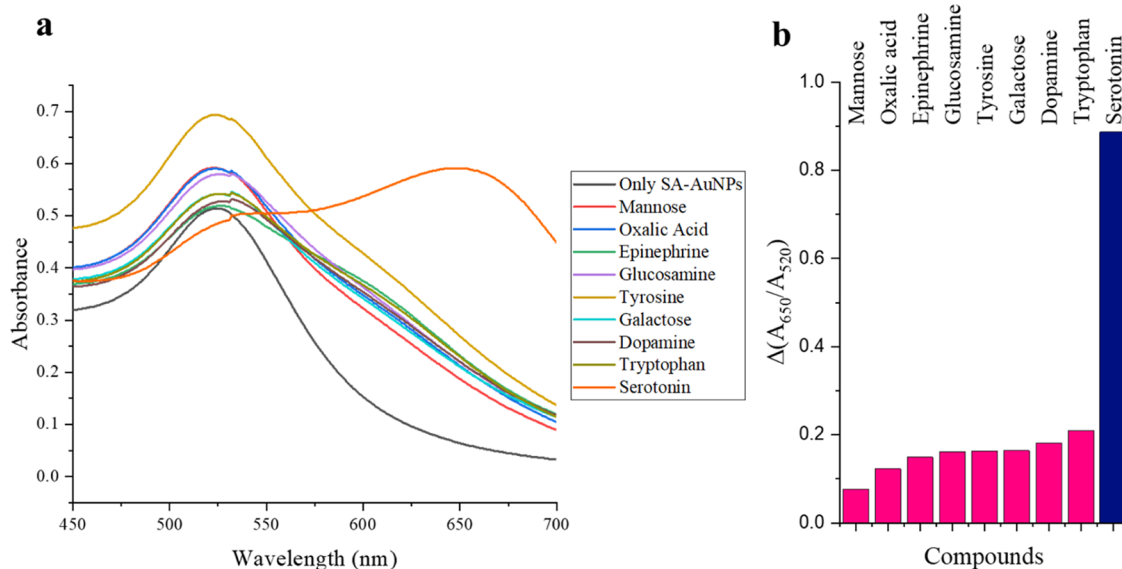 a
0.7
0.6
0.5
0.4
0.3
0.2
0.1
0.0
Absorbance
450
500
550
600
650
700
Wavelength (nm)
Only SA-AuNPs
Mannose
Oxalic Acid
Epinephrine
Glucosamine
Tyrosine
Galactose
Dopamine
Tryptophan
Serotonin
b
Mannose
Oxalic acid
Epinephrine
Glucosamine
Tyrosine
Galactose
Dopamine
Tryptophan
Serotonin
1.0
0.8
0.6
0.4
0.2
0.0
Δ(A650/A520)
Compounds